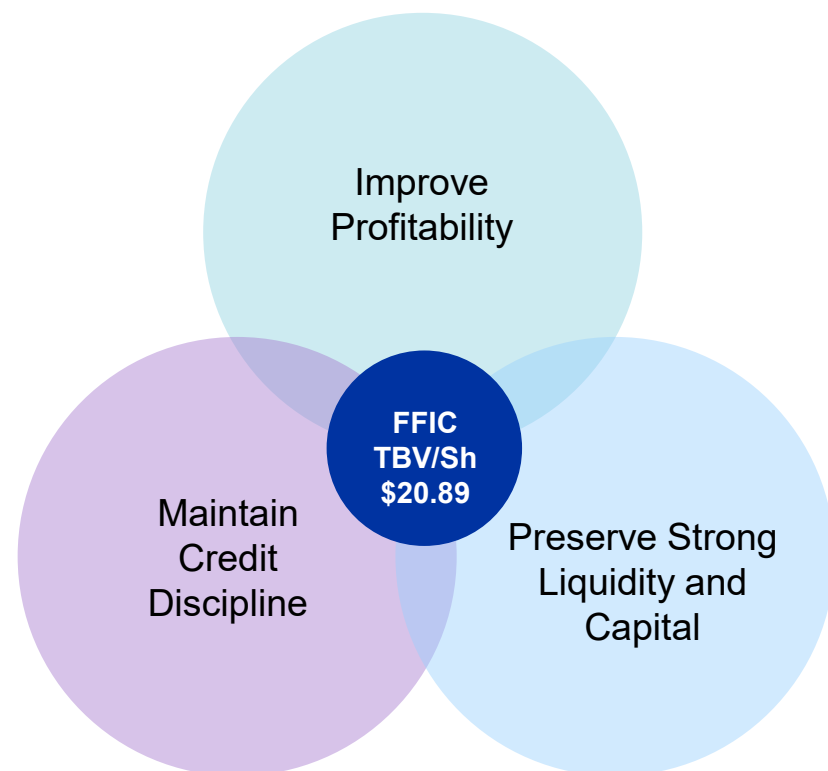 Improve
Profitability
FFIC
TBV/Sh
$20.89
Maintain
Credit
Discipline
Preserve Strong
Liquidity and
Capital